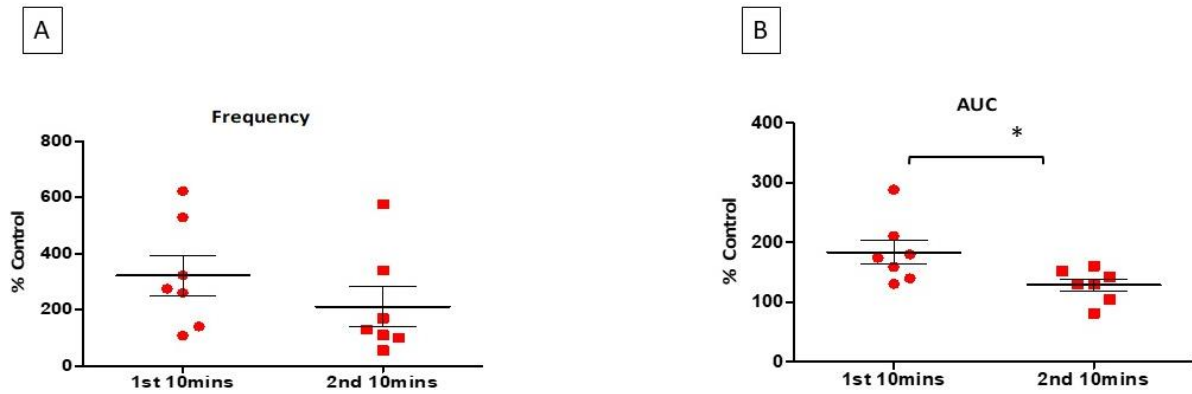 A
Frequency
% Control
800
600
400
200
0
1st 10mins 2nd 10mins
B
AUC
*
% Control
400
300
200
100
0
1st 10mins 2nd 10mins